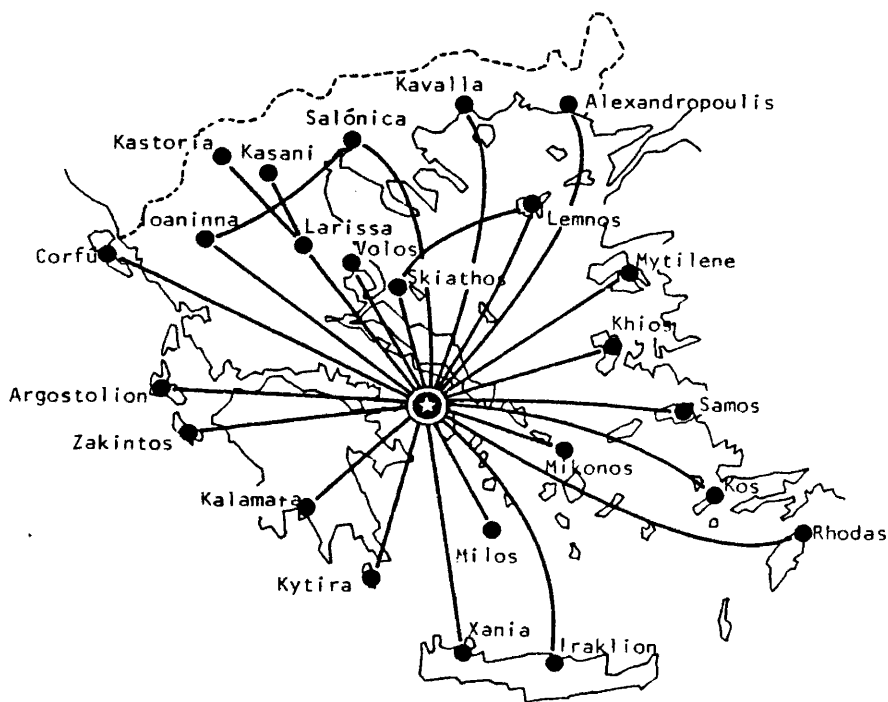 Kavalla
Alexandropoulis
Salónica
Kastoria
Kasani
Ioaninna
Larissa
Lemnos
Corfu
Volos
Skiathos
Mytilene
Khios
Argostolion
Samos
Zakintos
Mikonos
Kos
Kalamata
Rhodas
Milos
Kytira
Xania
Iraklion